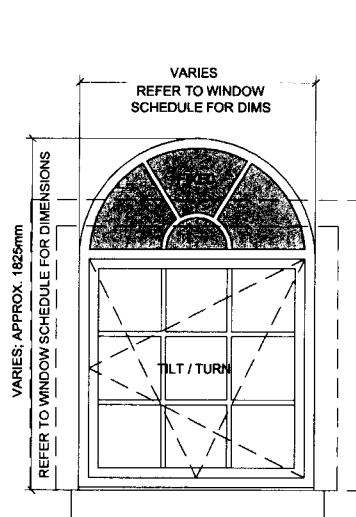 VARIES
REFER TO WINDOW
SCHEDULE FOR DIMS
VARIES; APPROX. 1825mm
REFER TO WINDOW SCHEDULE FOR DIMENSIONS
TILT / TURN